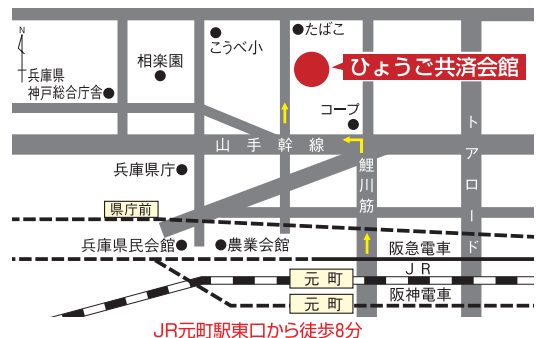 N
たばこ
こうべ小
相楽園
ひょうご共済会館
兵庫県
神戸総合庁舎
コープ
山手幹線
トアロード
兵庫県庁
鯉川筋
県庁前
兵庫県民会館
農業会館
阪急電車
JR
元町
阪神電車
元町
JR元町駅東口から徒歩8分